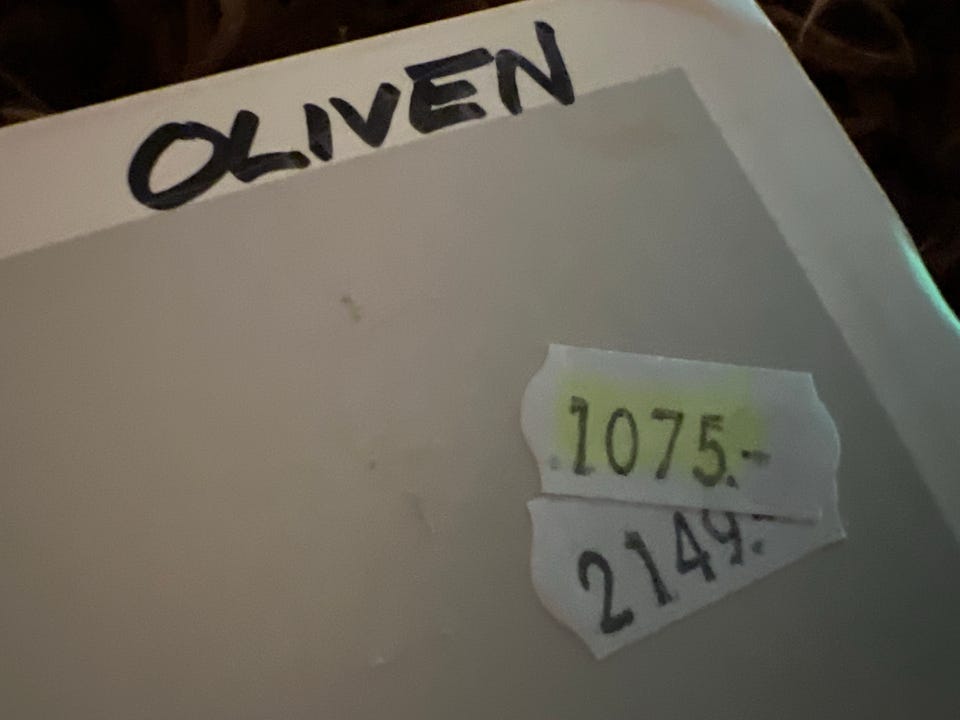 OLIVEN
1075.-
2149.-